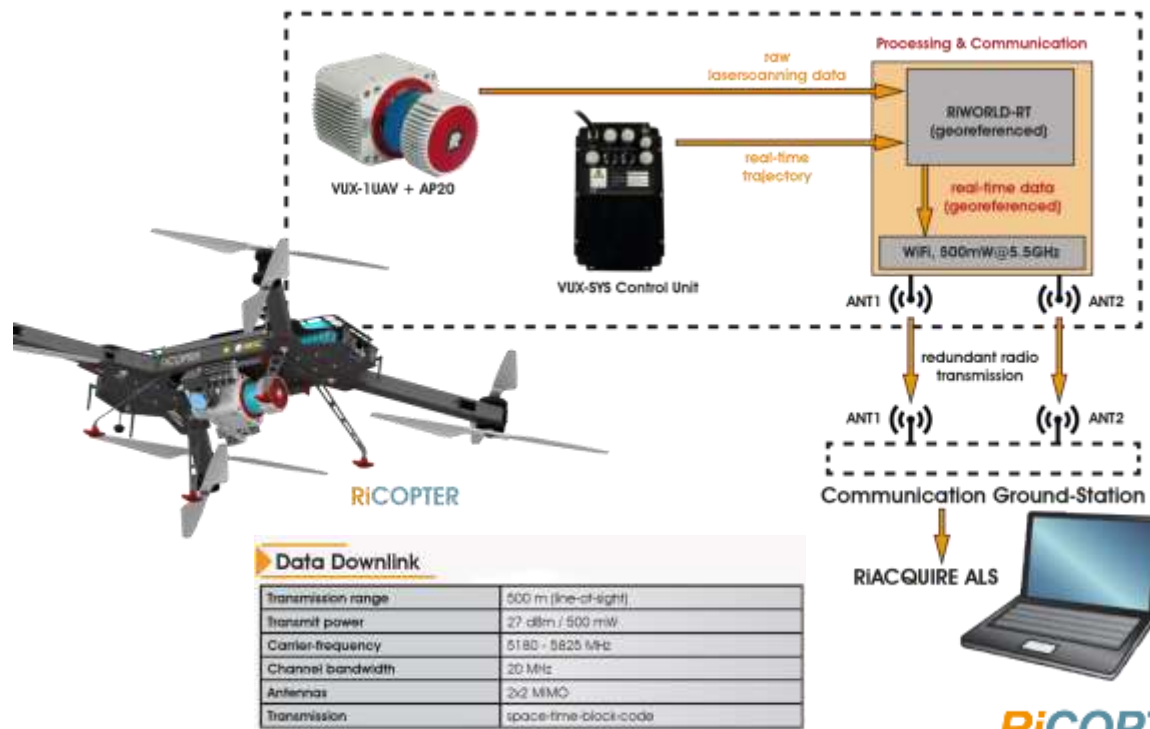 Processing & Communication
raw
laserscanning data
RiWORLD-RT
(georeferenced)
real-time
trajectory
real-time data
(georeferenced)
VUX-1UAV + AP20
WiFi, 500mW@5.5GHz
VUX-SYS Control Unit
ANT1
ANT2
redundant radio
transmission
ANT1
ANT2
RiCOPTER
RiCOPTER
Communication Ground-Station
RiACQUIRE ALS
Data Downlink
Transmission range 500 m (line-of-sight)
Transmit power 27 dBm / 500 mW
Carrier-frequency 5180 - 5825 MHz
Channel bandwidth 20 MHz
Antennas 2x2 MIMO
Transmission space-time-block-code